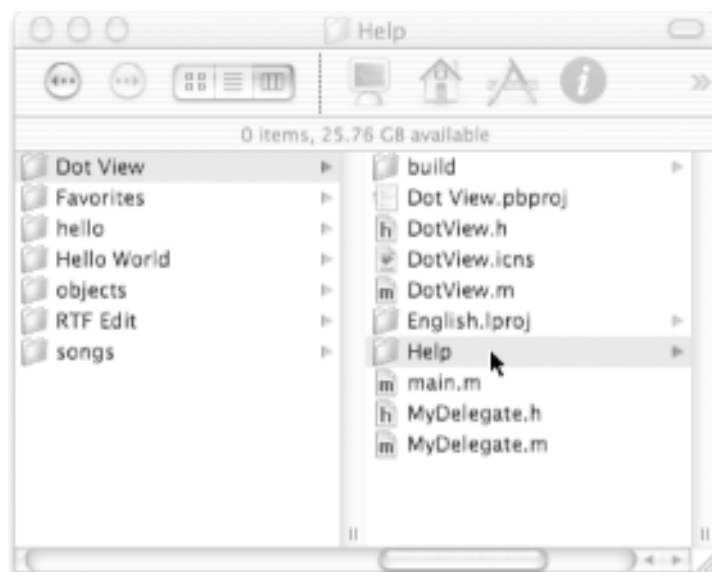 Help
0 items, 25.76 GB available
Dot View
Favorites
hello
Hello World
objects
RTF Edit
songs
build
Dot View.pbproj
h DotView.h
DotView.icns
m DotView.m
English.lproj
Help
m main.m
h MyDelegate.h
m MyDelegate.m